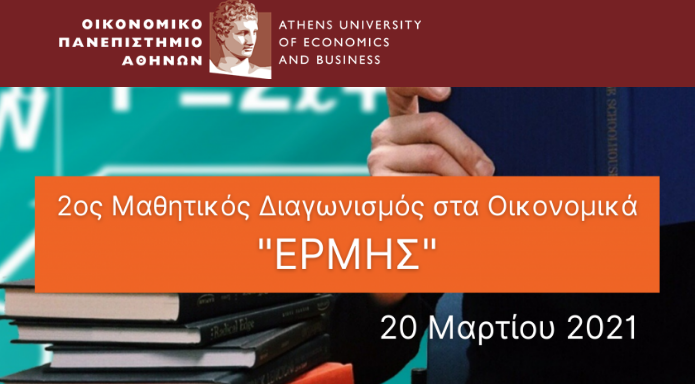 ΟΙΚΟΝΟΜΙΚΟ
ΠΑΝΕΠΙΣΤΗΜΙΟ
ΑΘΗΝΩΝ
ATHENS UNIVERSITY
OF ECONOMICS
AND BUSINESS
2ος Μαθητικός Διαγωνισμός στα Οικονομικά
"ΕΡΜΗΣ"
20 Μαρτίου 2021